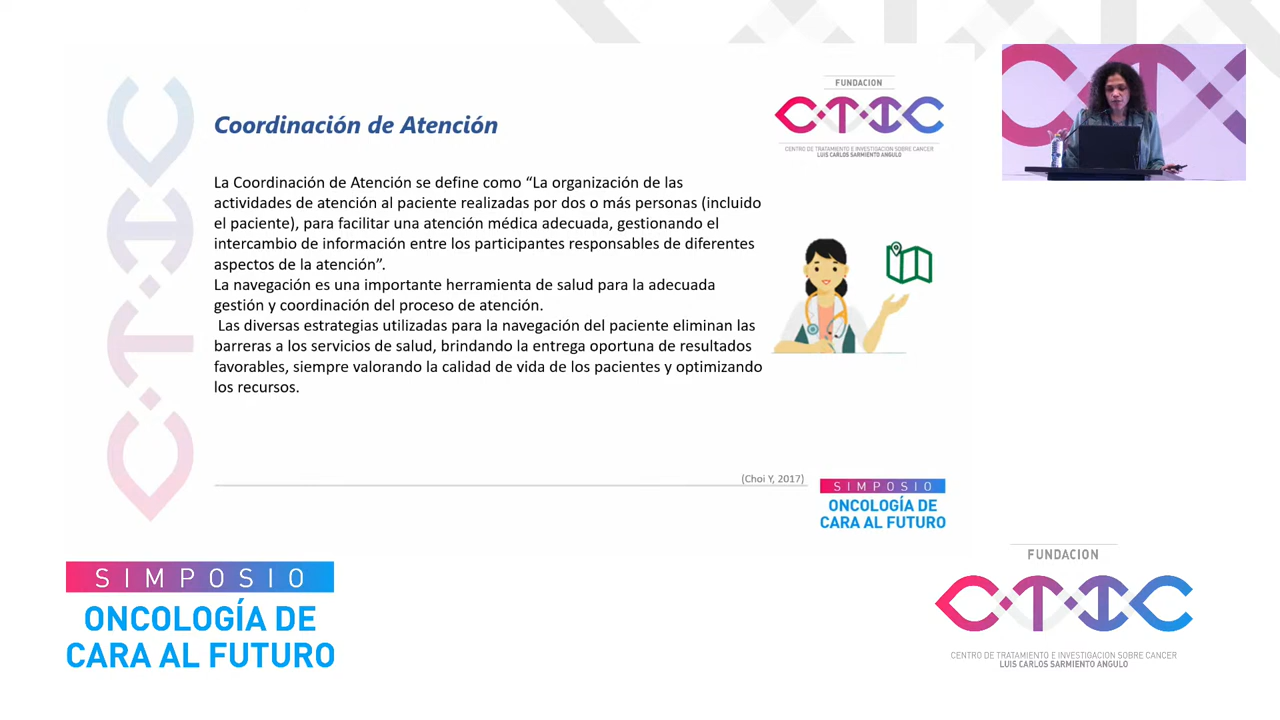 Coordinación de Atención
FUNDACION
CTIC
CENTRO DE TRATAMIENTO E INVESTIGACION SOBRE CANCER
LUIS CARLOS SARMIENTO ANGULO
La Coordinación de Atención se define como “La organización de las
actividades de atención al paciente realizadas por dos o más personas (incluido
el paciente), para facilitar una atención médica adecuada, gestionando el
intercambio de información entre los participantes responsables de diferentes
aspectos de la atención”.
La navegación es una importante herramienta de salud para la adecuada
gestión y coordinación del proceso de atención.
Las diversas estrategias utilizadas para la navegación del paciente eliminan las
barreras a los servicios de salud, brindando la entrega oportuna de resultados
favorables, siempre valorando la calidad de vida de los pacientes y optimizando
los recursos.
(Choi Y, 2017)
SIMPOSIO
ONCOLOGÍA DE
CARA AL FUTURO
CTIC
SIMPOSIO
ONCOLOGÍA DE
CARA AL FUTURO
FUNDACION
CTIC
CENTRO DE TRATAMIENTO E INVESTIGACION SOBRE CANCER
LUIS CARLOS SARMIENTO ANGULO